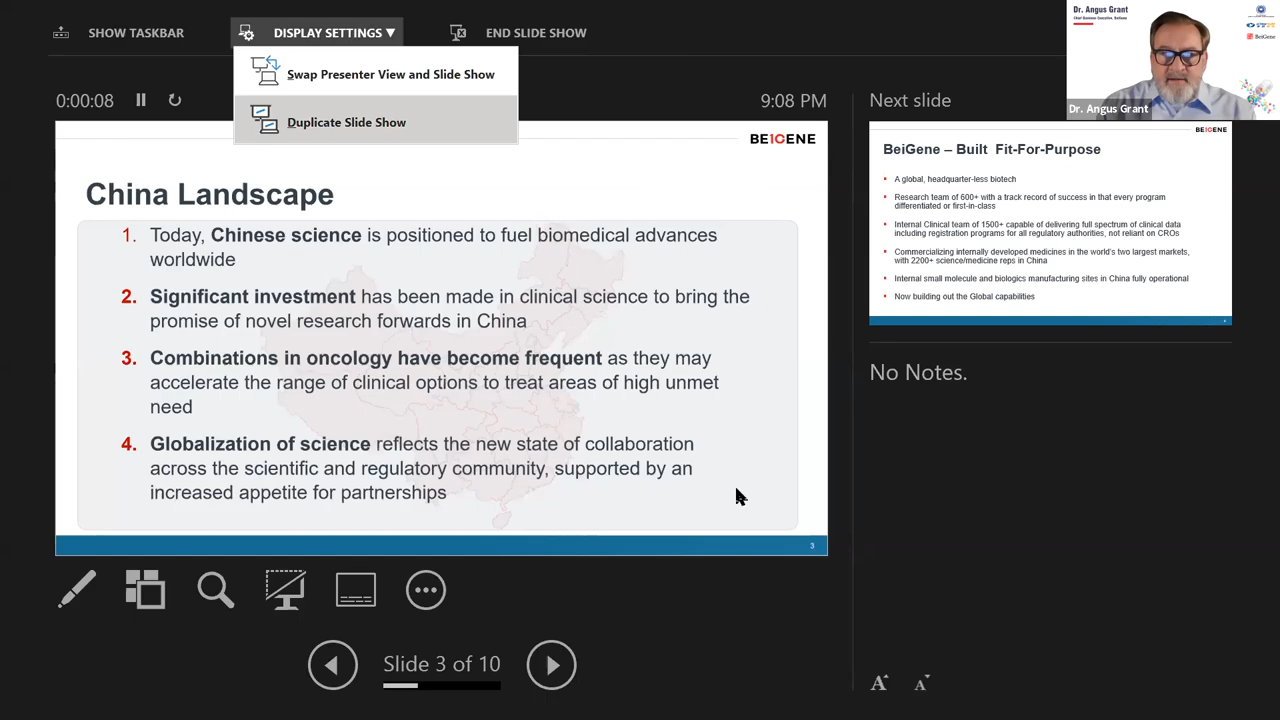 SHOW TASKBAR
DISPLAY SETTINGS ▼
END SLIDE SHOW
Swap Presenter View and Slide Show
Duplicate Slide Show
0:00:08
9:08 PM
BEIGENE
China Landscape
1. Today, Chinese science is positioned to fuel biomedical advances
worldwide
2. Significant investment has been made in clinical science to bring the
promise of novel research forwards in China
3. Combinations in oncology have become frequent as they may
accelerate the range of clinical options to treat areas of high unmet
need
4. Globalization of science reflects the new state of collaboration
across the scientific and regulatory community, supported by an
increased appetite for partnerships
3
Slide 3 of 10
Dr. Angus Grant
Chief Business Executive, BeiGene
BeiGene
Dr. Angus Grant
Next slide
BEIGENE
BeiGene – Built Fit-For-Purpose
• A global, headquarter-less biotech
• Research team of 600+ with a track record of success in that every program
differentiated or first-in-class
• Internal Clinical team of 1500+ capable of delivering full spectrum of clinical data
including registration programs for all regulatory authorities, not reliant on CROs
• Commercializing internally developed medicines in the world's two largest markets,
with 2200+ science/medicine reps in China
• Internal small molecule and biologics manufacturing sites in China fully operational
• Now building out the Global capabilities
No Notes.
A A